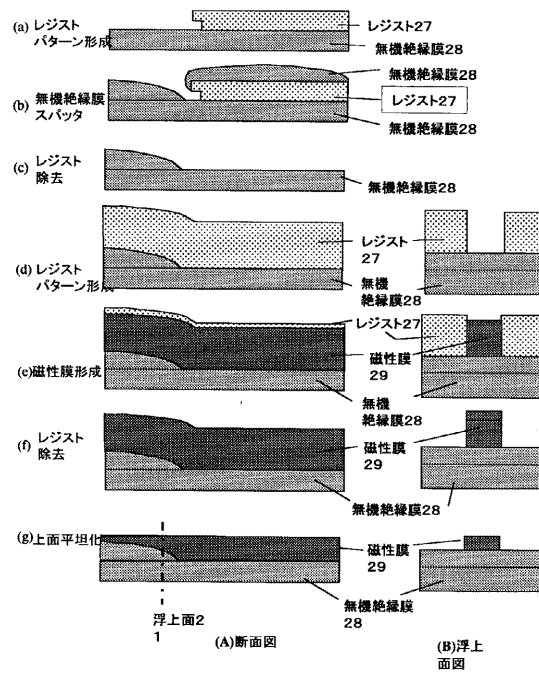 (a) レジスト
パターン形成
レジスト27
無機絶縁膜28
(b) 無機絶縁膜
スパッタ
無機絶縁膜28
レジスト27
無機絶縁膜28
(c) レジスト
除去
無機絶縁膜28
(d) レジスト
パターン形成
レジスト
27
無機
絶縁膜28
レジスト27
(e)磁性膜形成
磁性膜
29
無機
絶縁膜28
(f) レジスト
除去
磁性膜
29
無機絶縁膜28
(g)上面平坦化
磁性膜
29
無機絶縁膜
28
浮上面2
1
(A)断面図
(B)浮上
面図